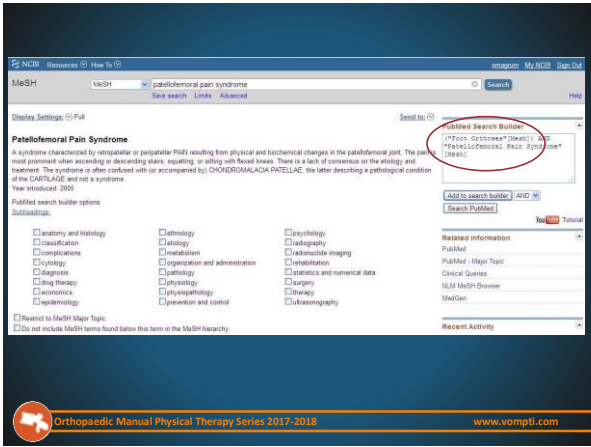 NCBI Resources How To emagrum My NCBI Sign Out
MeSH MeSH patellofemoral pain syndrome Search
Save search Limits Advanced Help
Display Settings: Full Send to:
Patellofemoral Pain Syndrome
A syndrome characterized by retropatellar or peripatellar PAIN resulting from physical and biochemical changes in the patellofemoral joint. The pain is
most prominent when ascending or descending stairs, squatting, or sitting with flexed knees. There is a lack of consensus on the etiology and
treatment. The syndrome is often confused with (or accompanied by) CHONDROMALACIA PATELLAE, the latter describing a pathological condition
of the CARTILAGE and not a syndrome.
Year introduced: 2005
PubMed search builder options
Subheadings:
anatomy and histology ethnology psychology
classification etiology radiography
complications metabolism radionuclide imaging
cytology organization and administration rehabilitation
diagnosis pathology statistics and numerical data
drug therapy physiology surgery
economics physiopathology therapy
epidemiology prevention and control ultrasonography
Restrict to MeSH Major Topic.
Do not include MeSH terms found below this term in the MeSH hierarchy.
PubMed Search Builder
("Foot Orthoses"[Mesh]) AND
"Patellofemoral Pain Syndrome"
[Mesh]
Add to search builder AND
Search PubMed
YouTube Tutorial
Related information
PubMed
PubMed - Major Topic
Clinical Queries
NLM MeSH Browser
MedGen
Recent Activity
Orthopaedic Manual Physical Therapy Series 2017-2018 www.vompti.com